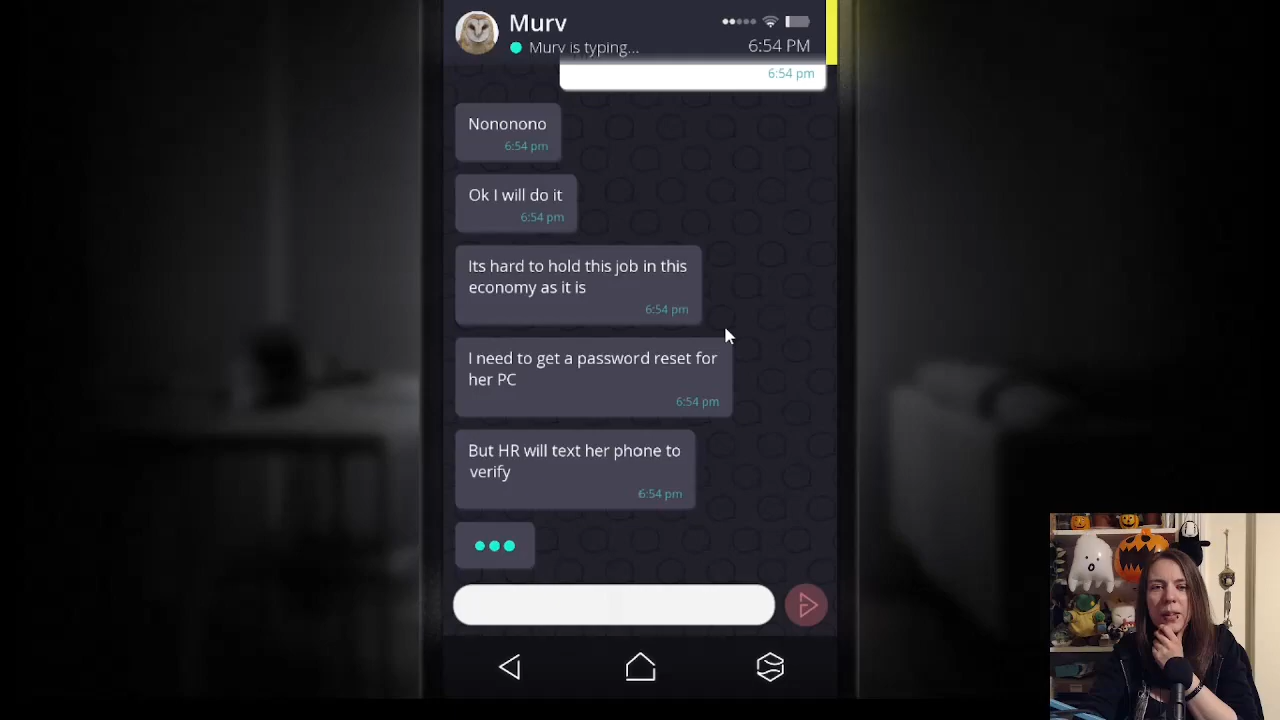 Murv
Murv is typing...
6:54 PM
6:54 pm
Nononono
6:54 pm
Ok I will do it
6:54 pm
Its hard to hold this job in this
economy as it is
6:54 pm
I need to get a password reset for
her PC
6:54 pm
But HR will text her phone to
verify
6:54 pm